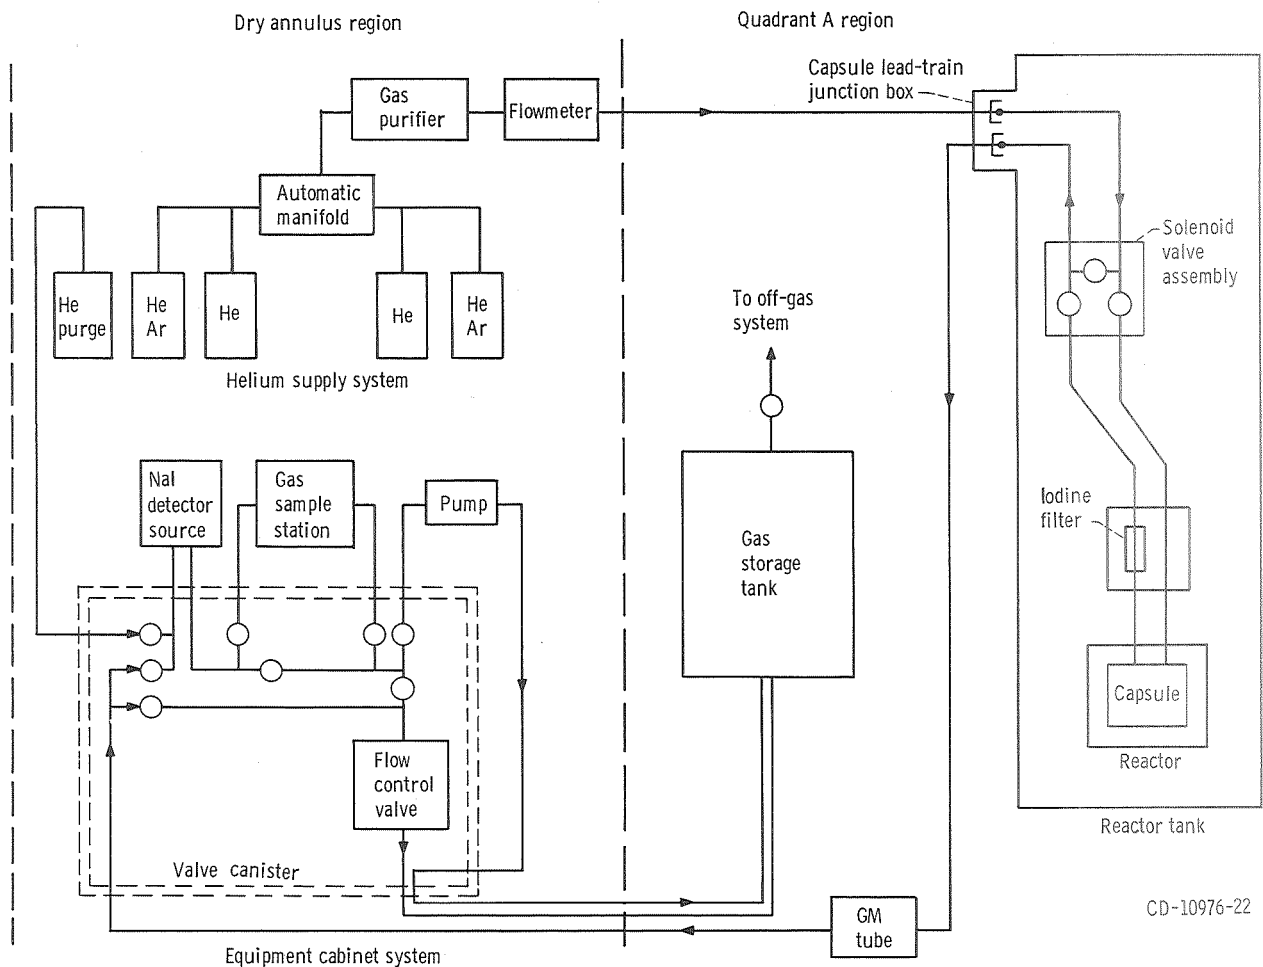 Dry annulus region
Quadrant A region
Gas
purifier
Flowmeter
Capsule lead-train
junction box
Automatic
manifold
Solenoid
valve
assembly
He
purge
He
Ar
He
He
He
Ar
Helium supply system
To off-gas
system
NaI
detector
source
Gas
sample
station
Pump
Gas
storage
tank
Iodine
filter
Capsule
Reactor
Reactor tank
Flow
control
valve
Valve canister
GM
tube
Equipment cabinet system
CD-10976-22